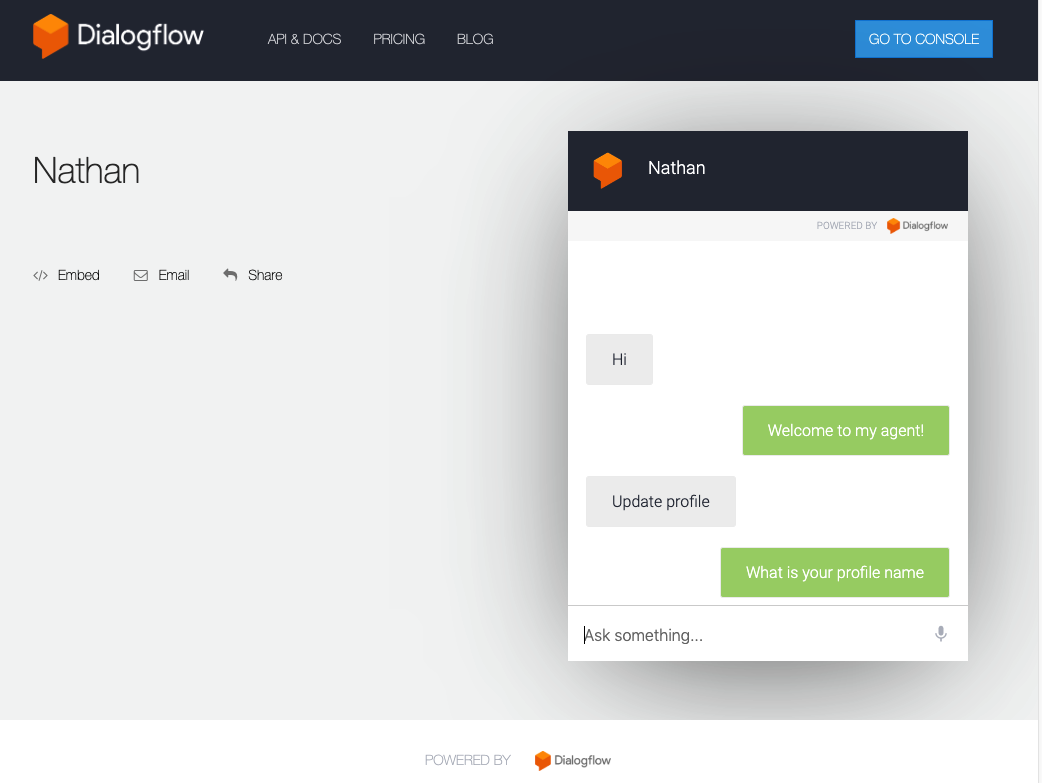 Dialogflow
API & DOCS
PRICING
BLOG
GO TO CONSOLE
Nathan
Embed
Email
Share
Nathan
POWERED BY Dialogflow
Hi
Welcome to my agent!
Update profile
What is your profile name
Ask something...
POWERED BY Dialogflow